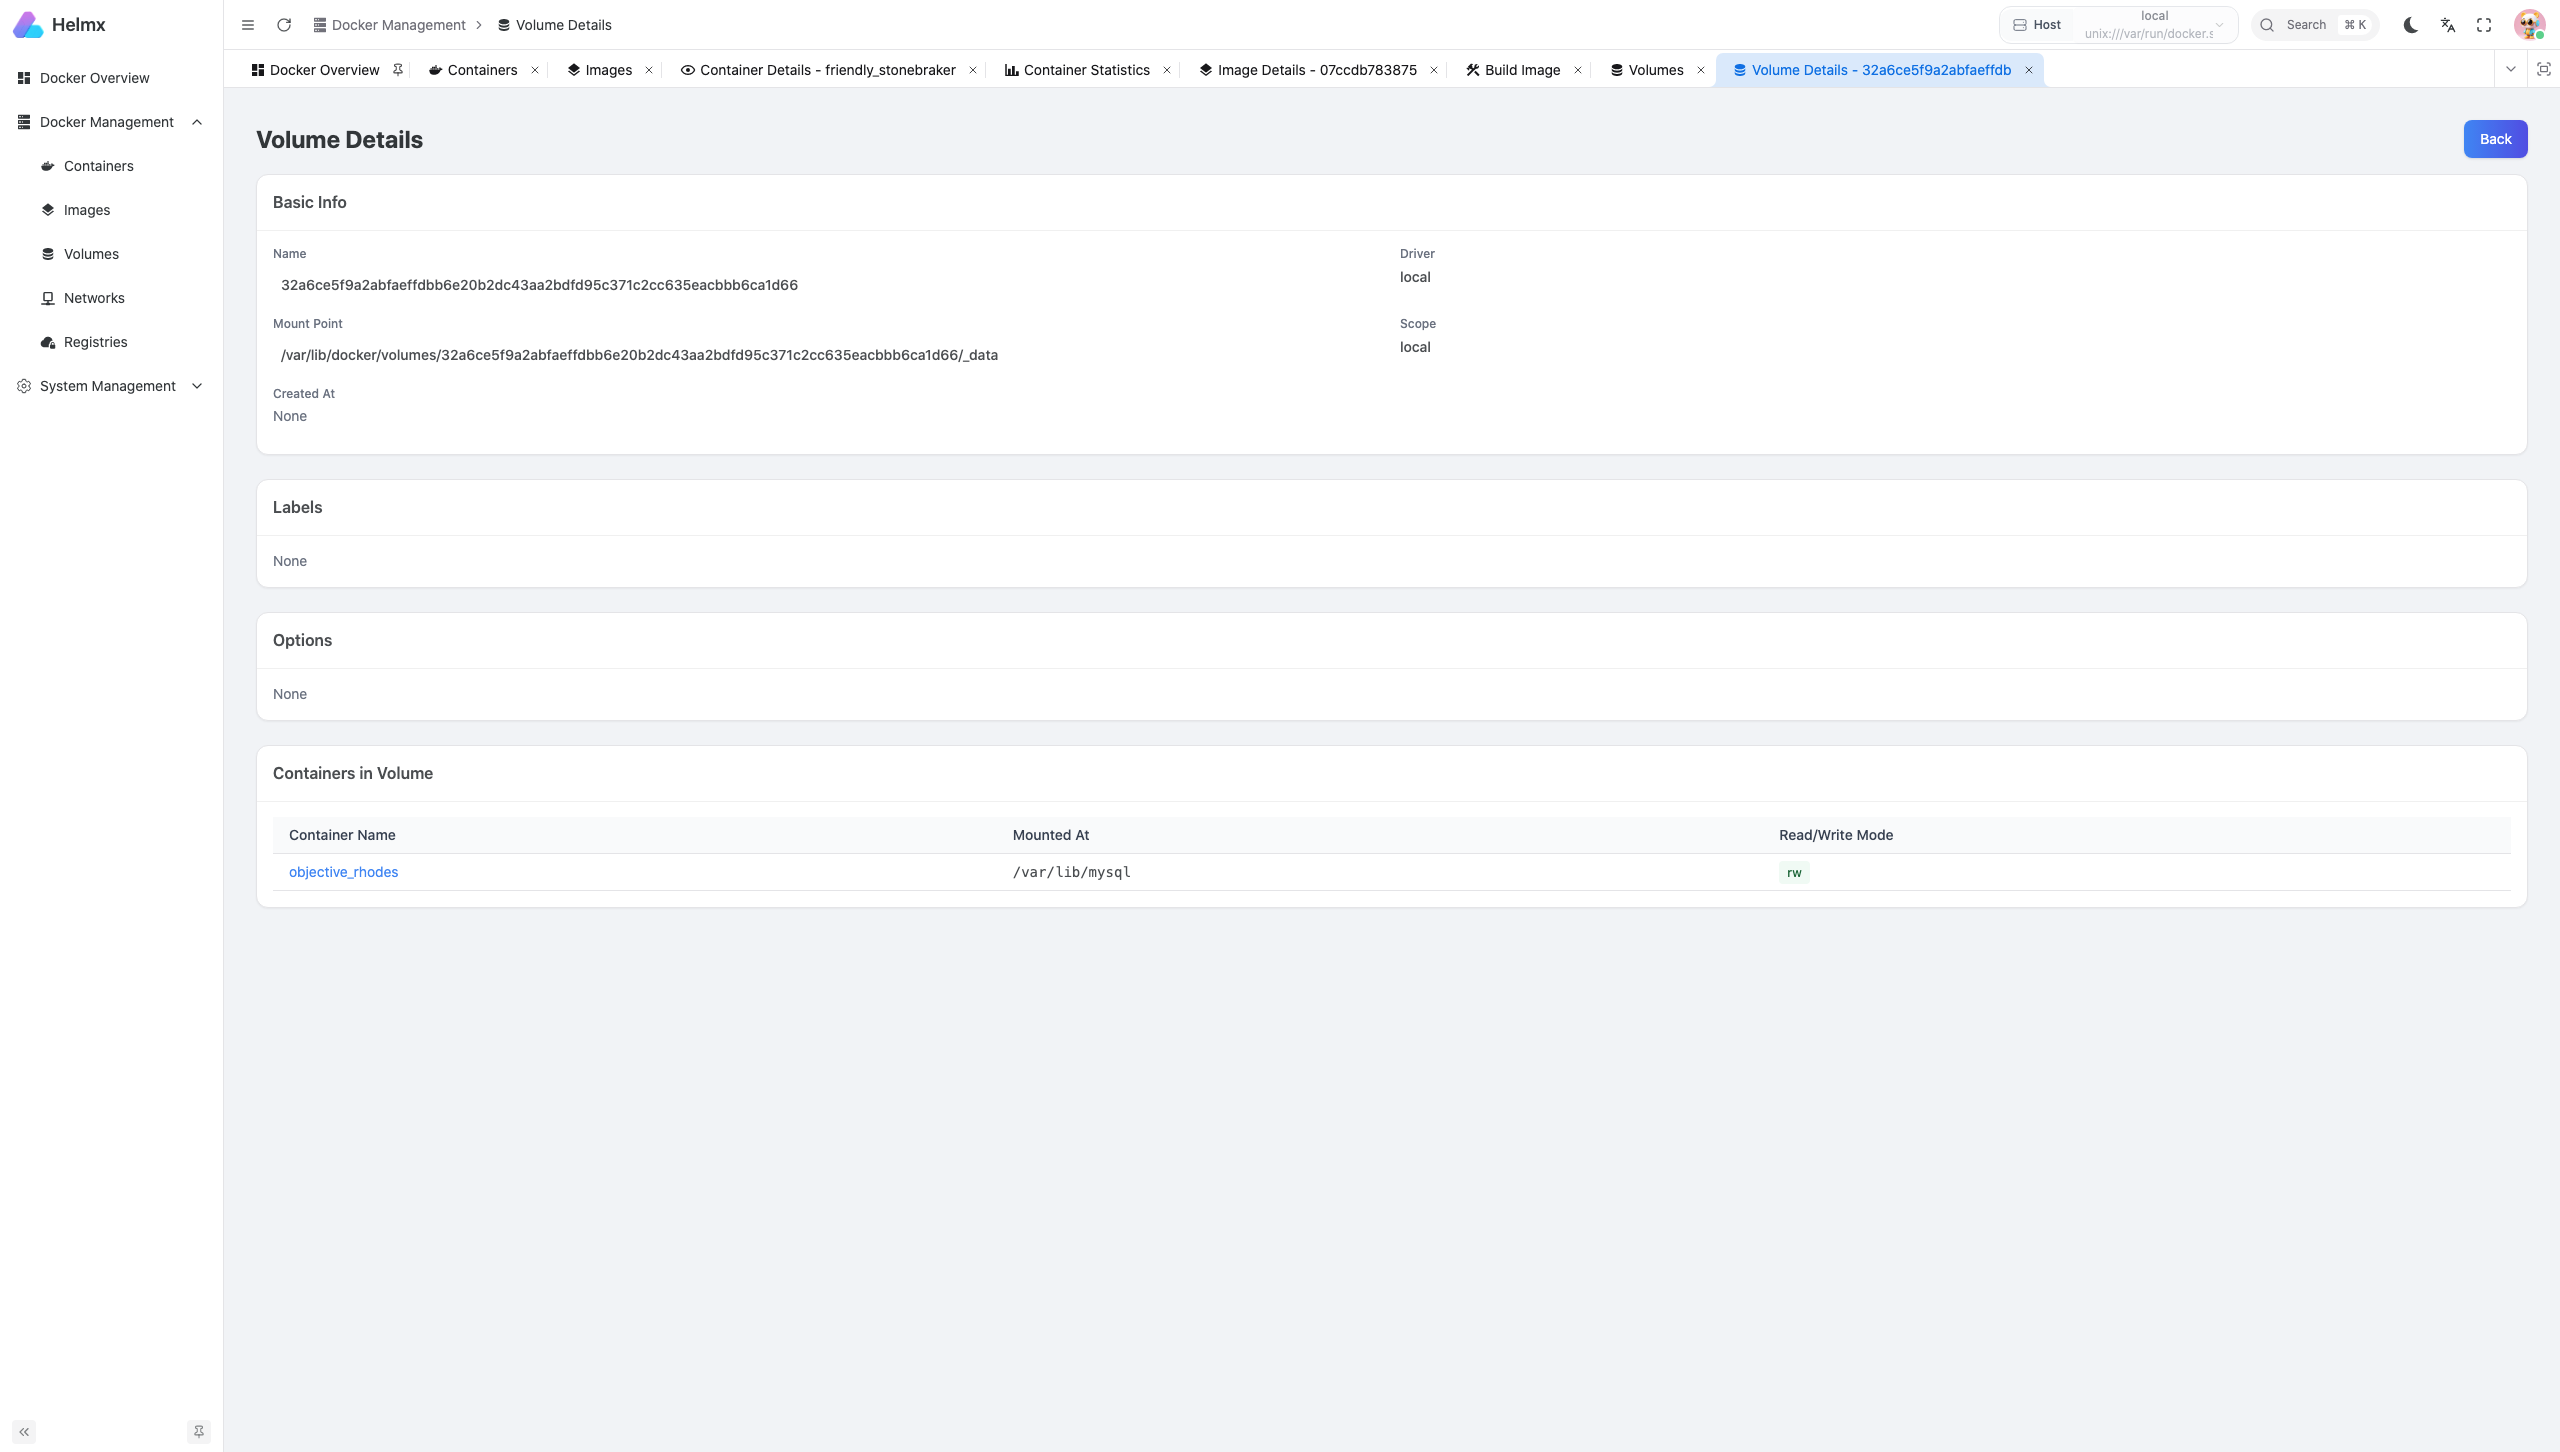 Helmx
Docker Management > Volume Details
Host
local
unix:///var/run/docker.s
Search ⌘ K
Docker Overview
Containers
Images
Container Details - friendly_stonebraker
Container Statistics
Image Details - 07ccdb783875
Build Image
Volumes
Volume Details - 32a6ce5f9a2abfaeffdb
Docker Overview
Docker Management
Containers
Images
Volumes
Networks
Registries
System Management
Volume Details
Back
Basic Info
Name
32a6ce5f9a2abfaeffdbb6e20b2dc43aa2bdfd95c371c2cc635eacbbb6ca1d66
Driver
local
Mount Point
/var/lib/docker/volumes/32a6ce5f9a2abfaeffdbb6e20b2dc43aa2bdfd95c371c2cc635eacbbb6ca1d66/_data
Scope
local
Created At
None
Labels
None
Options
None
Containers in Volume
Container Name Mounted At Read/Write Mode
objective_rhodes /var/lib/mysql rw